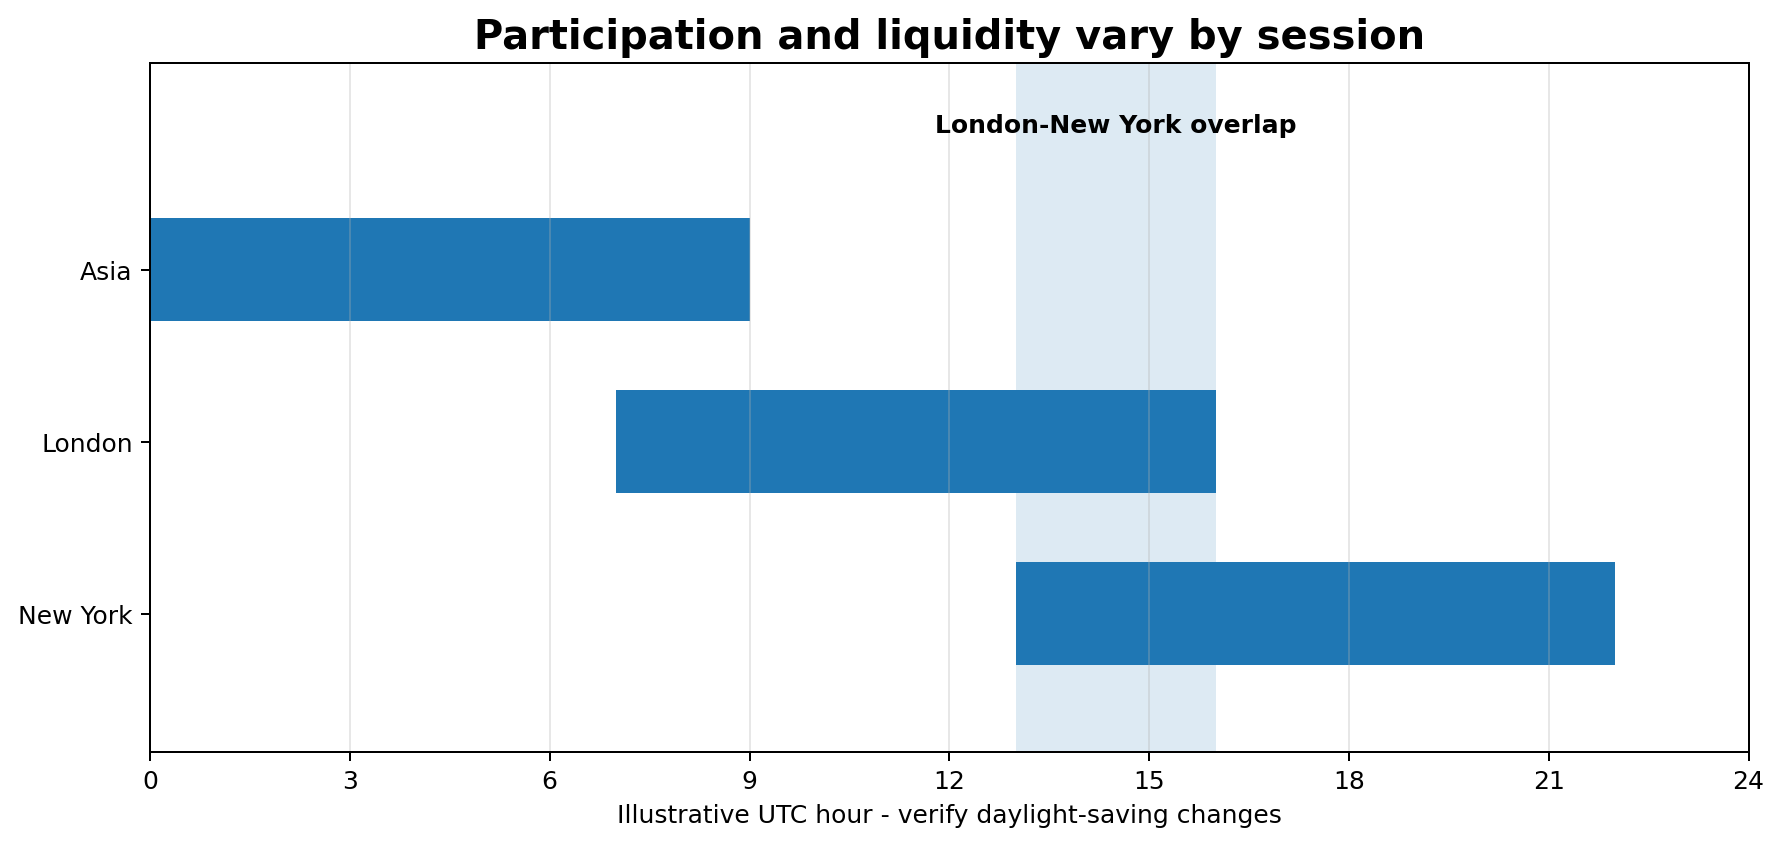 Participation and liquidity vary by session
London-New York overlap
Asia
London
New York
0 3 6 9 12 15 18 21 24
Illustrative UTC hour - verify daylight-saving changes